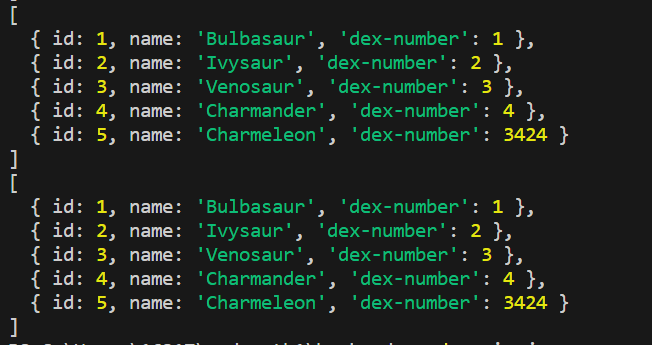 [
  { id: 1, name: 'Bulbasaur', 'dex-number': 1 },
  { id: 2, name: 'Ivysaur', 'dex-number': 2 },
  { id: 3, name: 'Venosaur', 'dex-number': 3 },
  { id: 4, name: 'Charmander', 'dex-number': 4 },
  { id: 5, name: 'Charmeleon', 'dex-number': 3424 }
]
[
  { id: 1, name: 'Bulbasaur', 'dex-number': 1 },
  { id: 2, name: 'Ivysaur', 'dex-number': 2 },
  { id: 3, name: 'Venosaur', 'dex-number': 3 },
  { id: 4, name: 'Charmander', 'dex-number': 4 },
  { id: 5, name: 'Charmeleon', 'dex-number': 3424 }
]